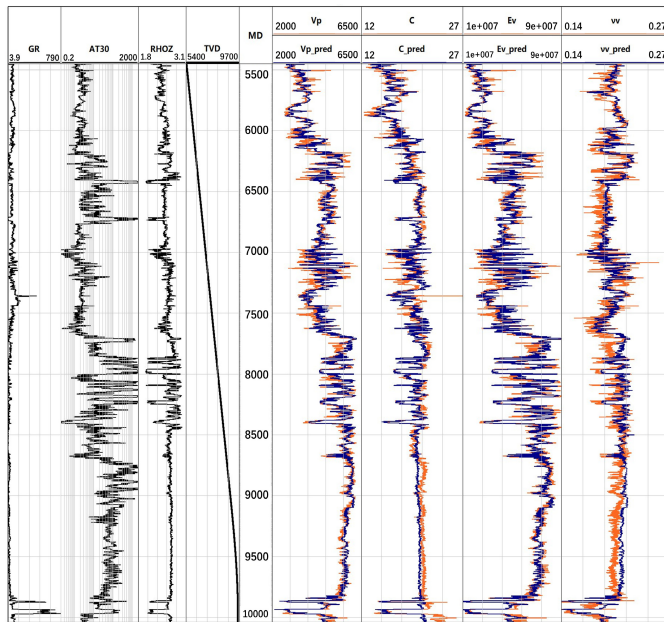 MD
Vp C Ev vv
2000 6500 12 27 1e+007 9e+007 0.14 0.27
GR AT30 RHOZ TVD
Vp_pred C_pred Ev_pred vv_pred
3.9 790 0.2 2000 1.8 3.1 5400 9700
2000 6500 12 27 1e+007 9e+007 0.14 0.27
5500
6000
6500
7000
7500
8000
8500
9000
9500
10000